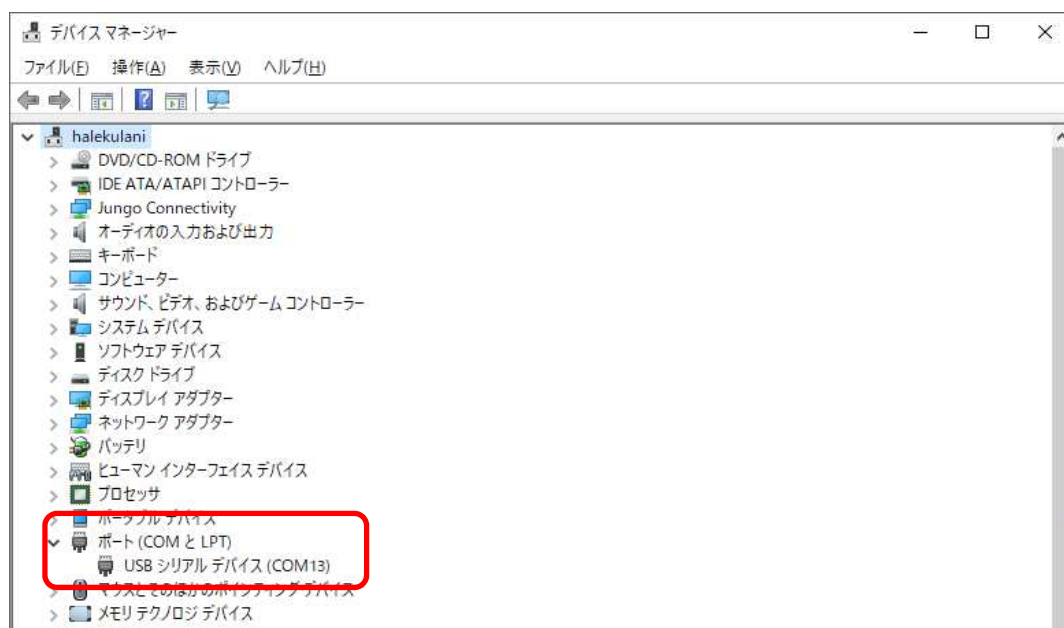 デバイス マネージャー
ファイル(F) 操作(A) 表示(V) ヘルプ(H)
halekulani
DVD/CD-ROM ドライブ
IDE ATA/ATAPI コントローラー
Jungo Connectivity
オーディオの入力および出力
キーボード
コンピューター
サウンド、ビデオ、およびゲーム コントローラー
システム デバイス
ソフトウェア デバイス
ディスク ドライブ
ディスプレイ アダプター
ネットワーク アダプター
バッテリ
ヒューマン インターフェイス デバイス
プロセッサ
ポータブル デバイス
ポート (COM と LPT)
USB シリアル デバイス (COM13)
マウスとそのほかのポインティング デバイス
メモリ テクノロジ デバイス